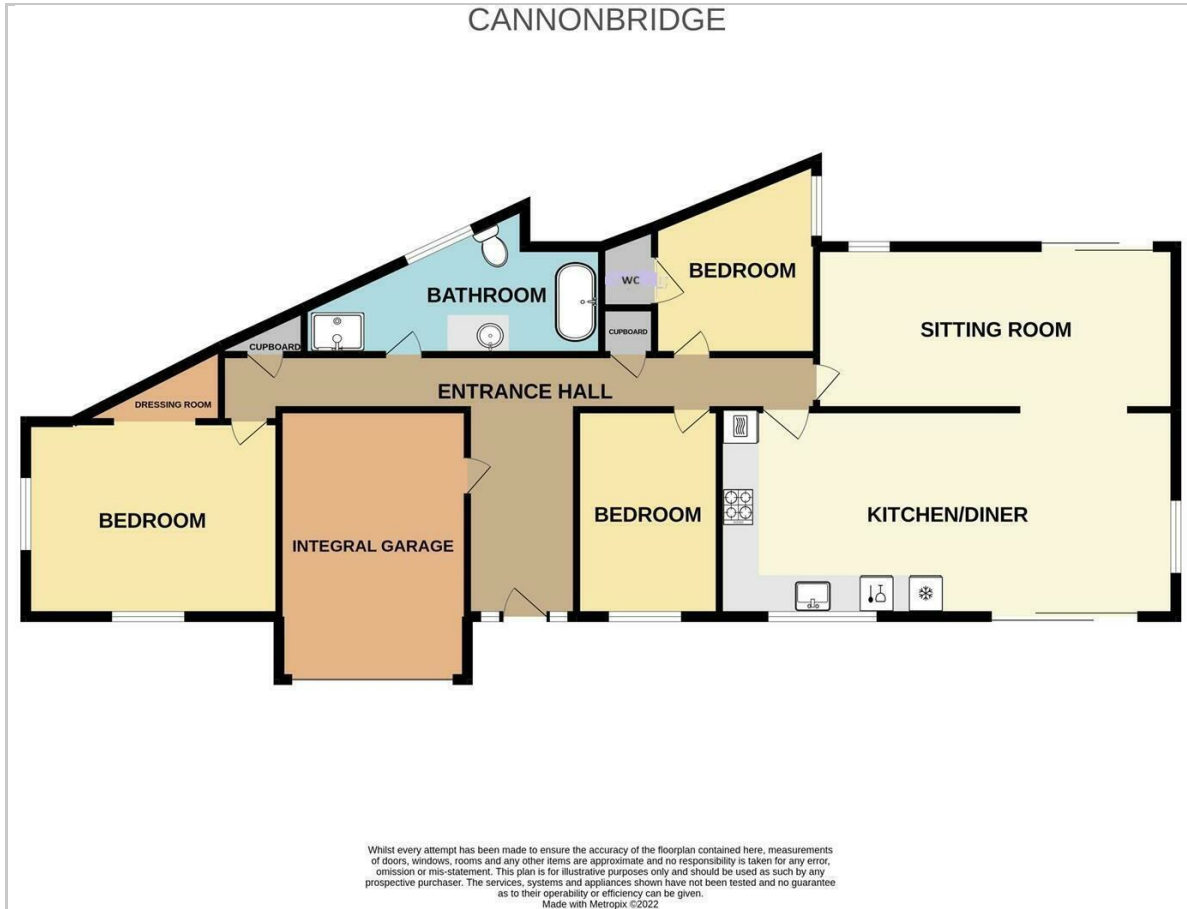 CANNONBRIDGE
BEDROOM
WC
BATHROOM
SITTING ROOM
CUPBOARD
CUPBOARD
ENTRANCE HALL
DRESSING ROOM
BEDROOM
BEDROOM
KITCHEN/DINER
INTEGRAL GARAGE
Whilst every attempt has been made to ensure the accuracy of the floorplan contained here, measurements
of doors, windows, rooms and any other items are approximate and no responsibility is taken for any error,
omission or mis-statement. This plan is for illustrative purposes only and should be used as such by any
prospective purchaser. The services, systems and appliances shown have not been tested and no guarantee
as to their operability or efficiency can be given.
Made with Metropix ©2022